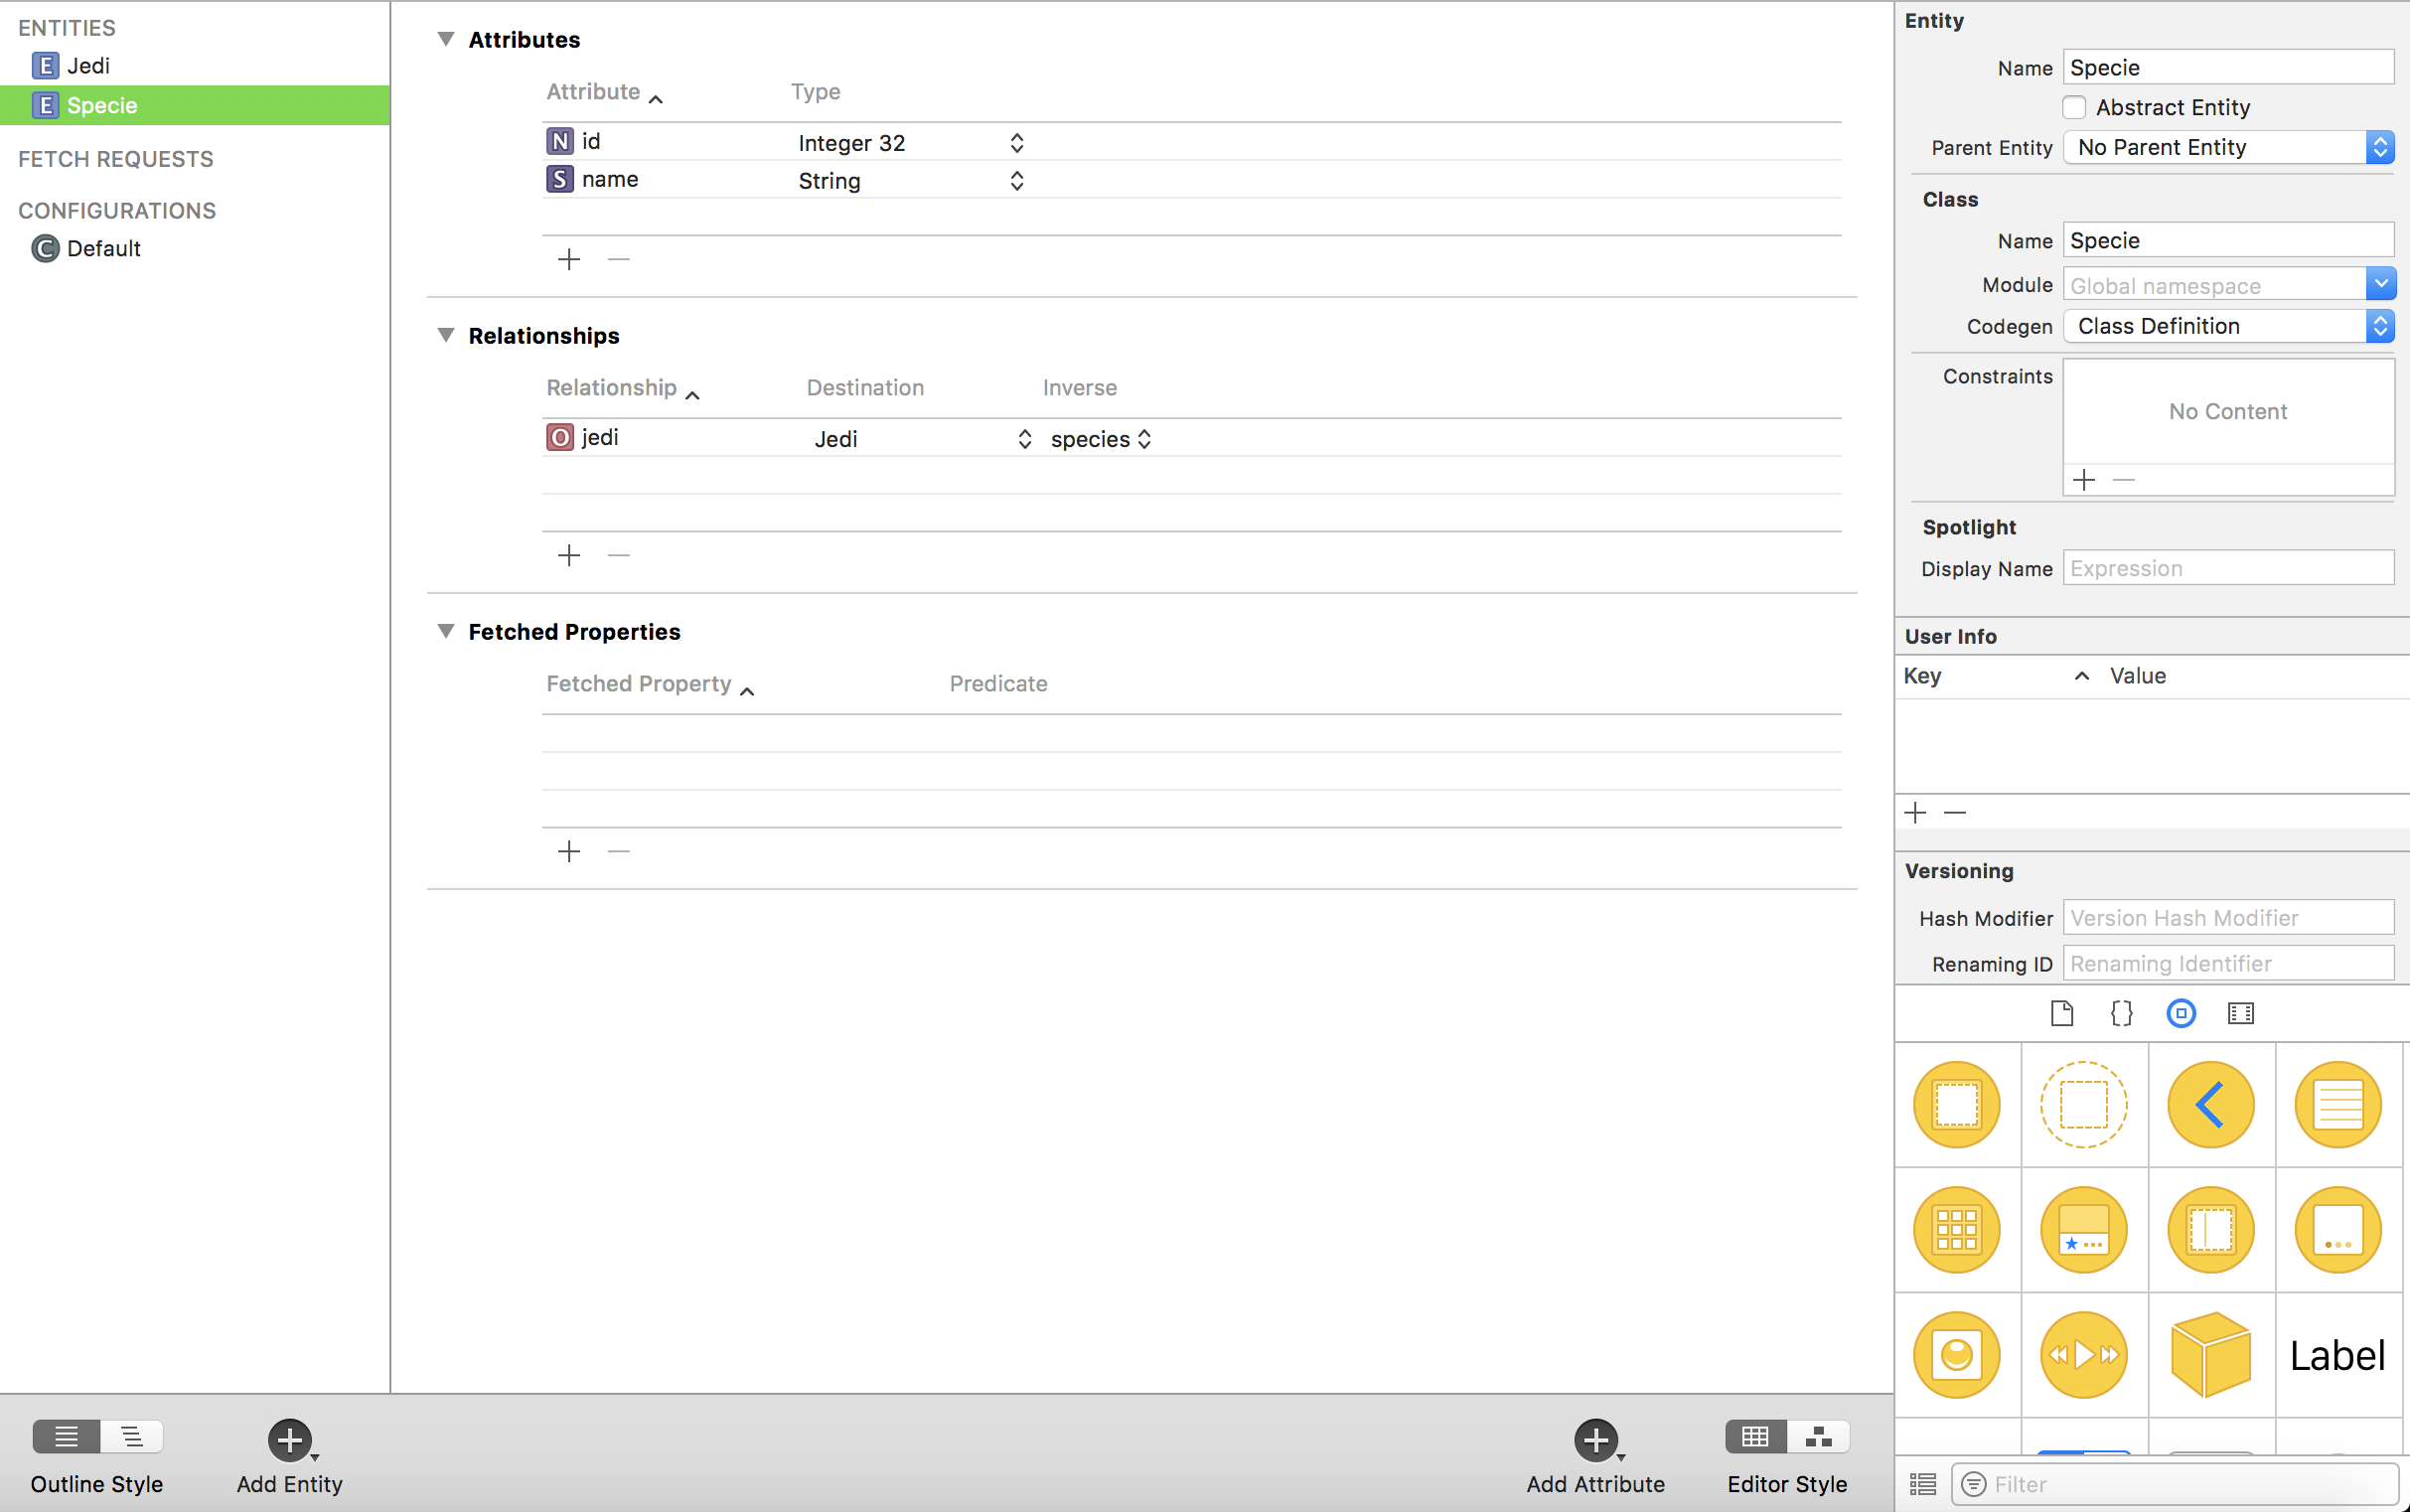 ENTITIES
E Jedi
E Specie
FETCH REQUESTS
CONFIGURATIONS
C Default
Outline Style
Add Entity
Attributes
Attribute Type
N id Integer 32
S name String
Relationships
Relationship Destination Inverse
O jedi Jedi species
Fetched Properties
Fetched Property Predicate
Add Attribute
Editor Style
Entity
Name Specie
Abstract Entity
Parent Entity No Parent Entity
Class
Name Specie
Module Global namespace
Codegen Class Definition
Constraints
No Content
Spotlight
Display Name Expression
User Info
Key Value
Versioning
Hash Modifier Version Hash Modifier
Renaming ID Renaming Identifier
{}
Label
Filter